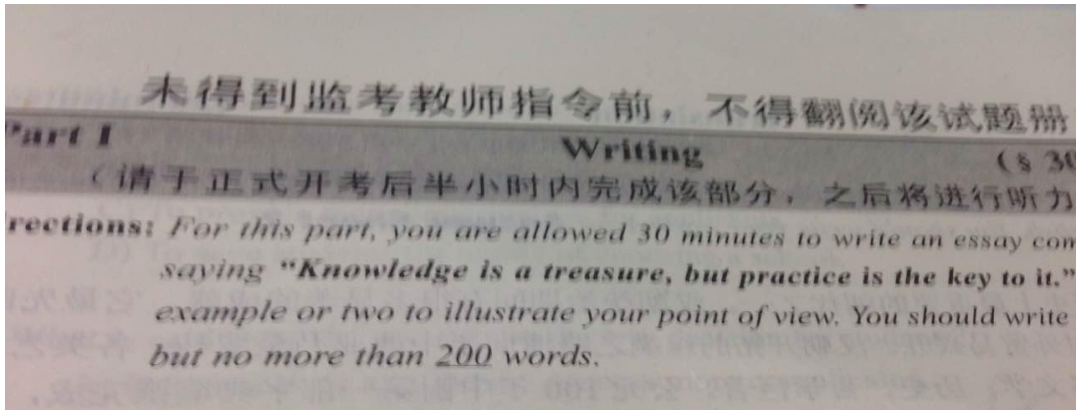 未得到监考教师指令前，不得翻阅该试题册
Part I Writing (30
(请于正式开考后半小时内完成该部分，之后将进行听力
rections: For this part, you are allowed 30 minutes to write an essay com
saying “Knowledge is a treasure, but practice is the key to it.”
example or two to illustrate your point of view. You should write
but no more than 200 words.